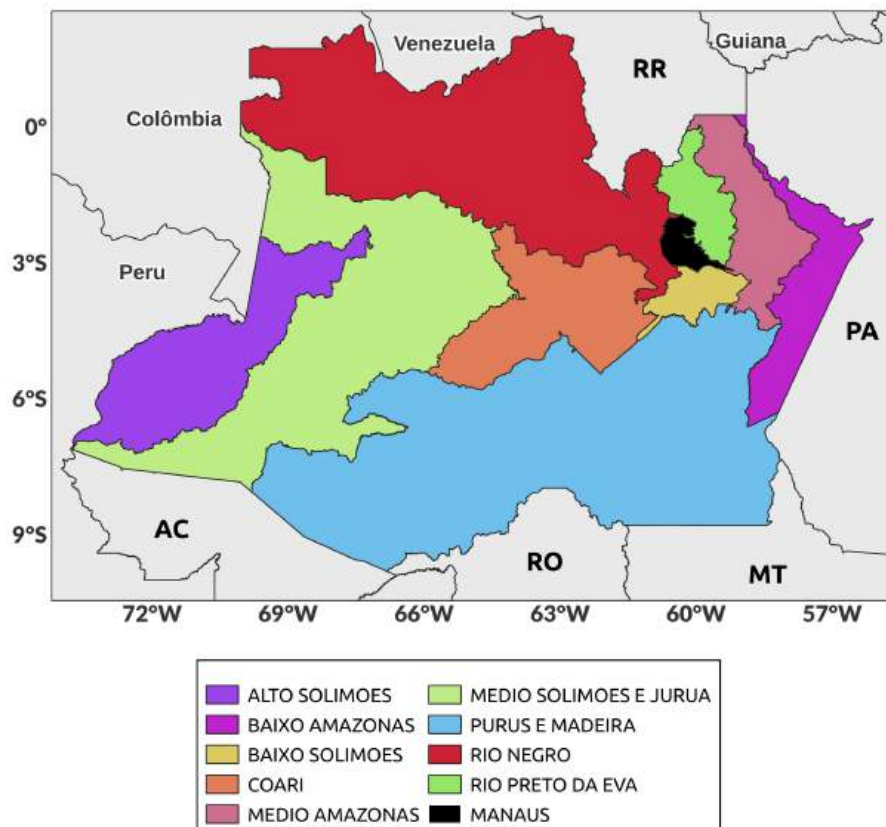 Venezuela
Guiana
RR
Colômbia
0°
3°S
Peru
PA
6°S
9°S
AC
RO
MT
72°W 69°W 66°W 63°W 60°W 57°W
ALTO SOLIMOES
MEDIO SOLIMOES E JURUA
BAIXO AMAZONAS
PURUS E MADEIRA
BAIXO SOLIMOES
RIO NEGRO
COARI
RIO PRETO DA EVA
MEDIO AMAZONAS
MANAUS